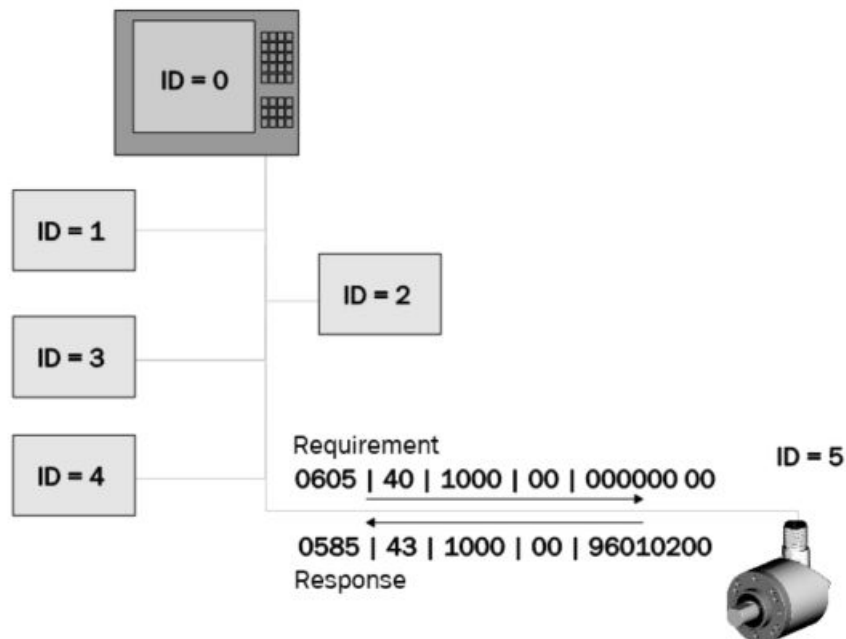 ID = 0
ID = 1
ID = 2
ID = 3
ID = 4
Requirement
0605 | 40 | 1000 | 00 | 000000 00
ID = 5
0585 | 43 | 1000 | 00 | 96010200
Response